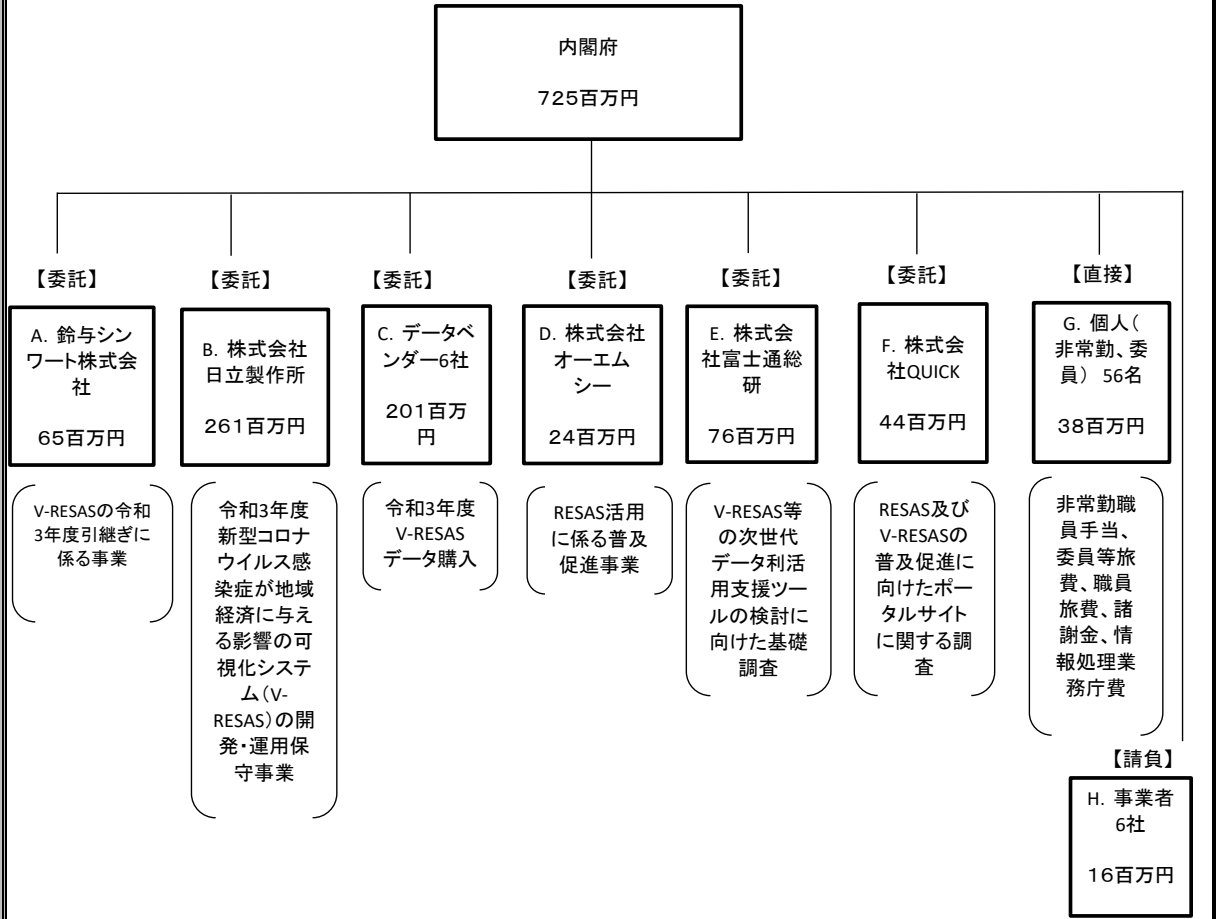 内閣府
725百万円
【委託】
A. 鈴与シン
ワート株式会
社
65百万円
V-RESASの令和
3年度引継ぎに
係る事業
【委託】
B. 株式会社
日立製作所
261百万円
令和3年度
新型コロナ
ウイルス感
染症が地域
経済に与え
る影響の可
視化システ
ム(V-
RESAS)の開
発・運用保
守事業
【委託】
C. データベ
ンダー6社
201百万
円
令和3年度
V-RESAS
データ購入
【委託】
D. 株式会社
オーエム
シー
24百万円
RESAS活用
に係る普及
促進事業
【委託】
E. 株式会
社富士通総
研
76百万円
V-RESAS等
の次世代
データ利活
用支援ツー
ルの検討に
向けた基礎
調査
【委託】
F. 株式会
社QUICK
44百万円
RESAS及び
V-RESASの
普及促進に
向けたポー
タルサイト
に関する調
査
【直接】
G. 個人(
非常勤、委
員) 56名
38百万円
非常勤職
員手当、
委員等旅
費、職員
旅費、諸
謝金、情
報処理業
務庁費
【請負】
H. 事業者
6社
16百万円